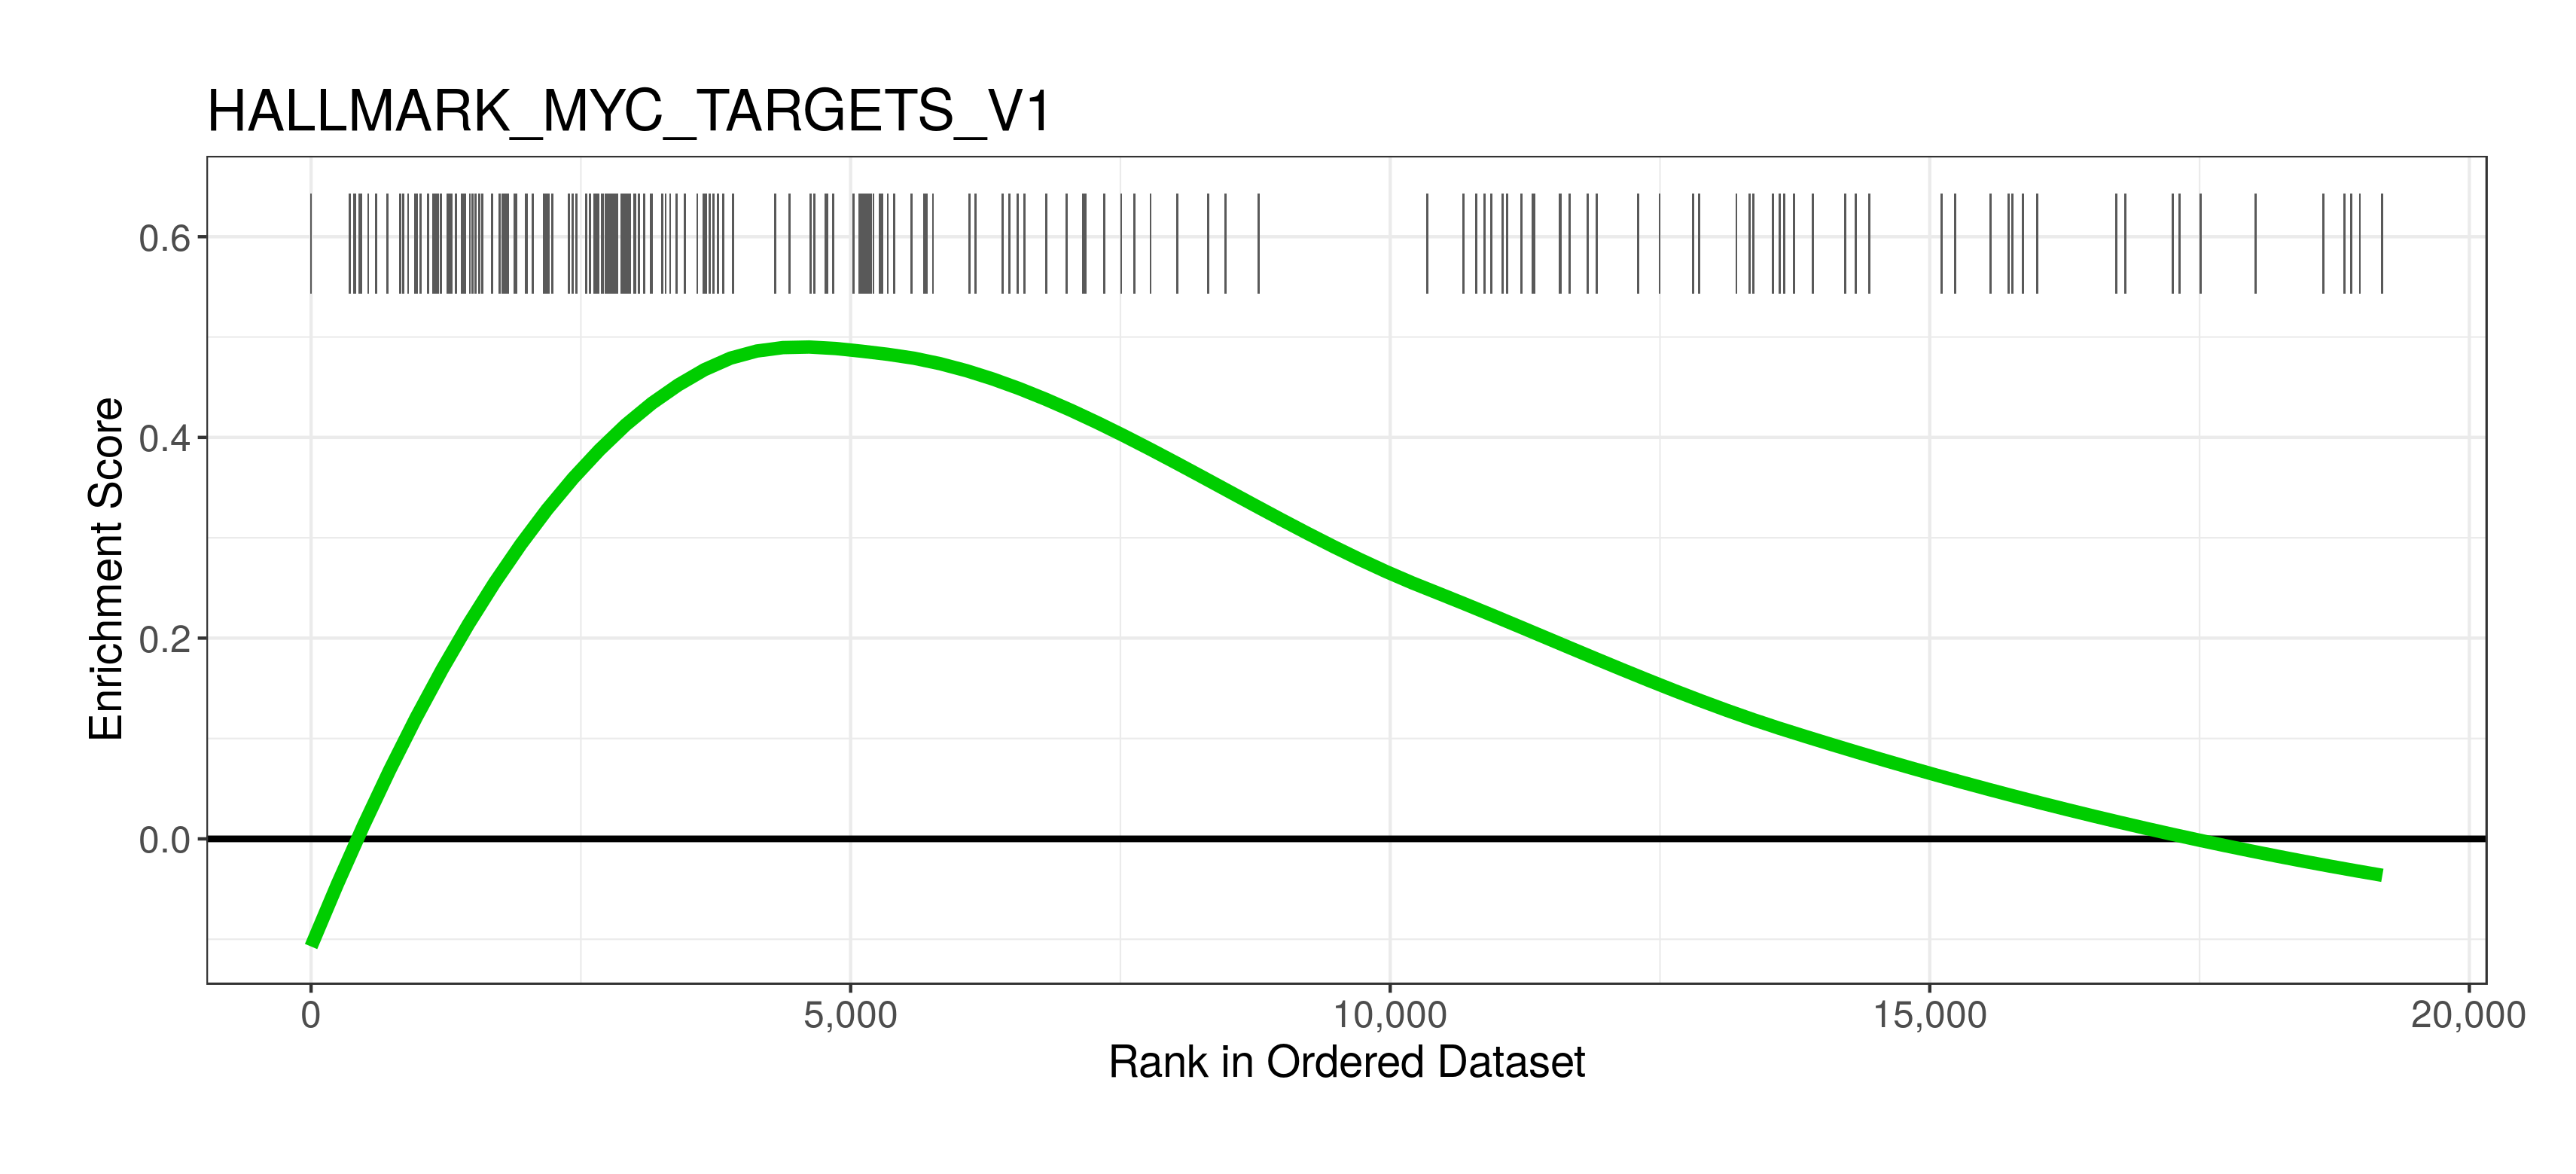 HALLMARK_MYC_TARGETS_V1
Enrichment Score
0.6
0.4
0.2
0.0
0 5,000 10,000 15,000 20,000
Rank in Ordered Dataset